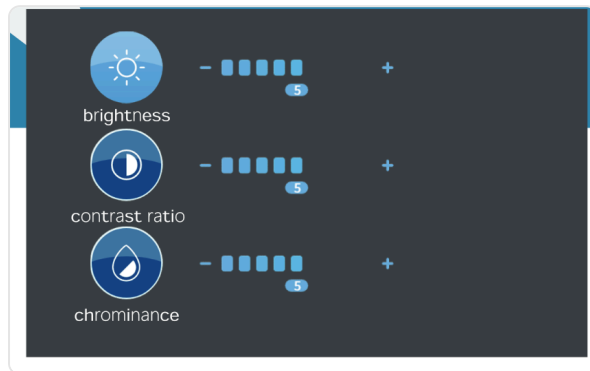 - 5 +
brightness
- 5 +
contrast ratio
- 5 +
chrominance